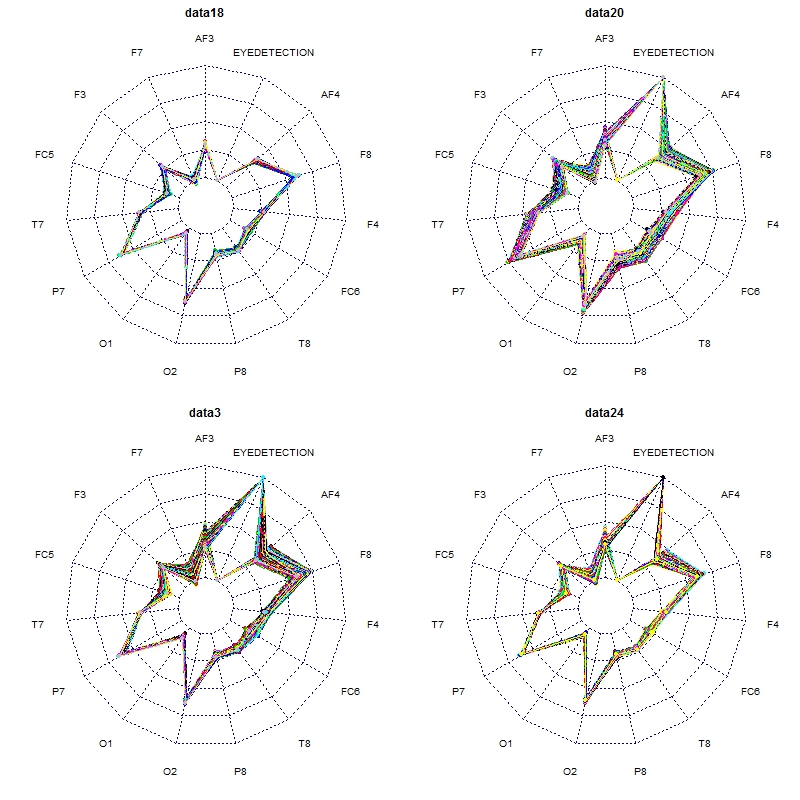 data18
AF3
F7
EYEDETECTION
F3
AF4
FC5
F8
T7
F4
P7
FC6
O1
T8
O2
P8
data20
AF3
F7
EYEDETECTION
F3
AF4
FC5
F8
T7
F4
P7
FC6
O1
T8
O2
P8
data3
AF3
F7
EYEDETECTION
F3
AF4
FC5
F8
T7
F4
P7
FC6
O1
T8
O2
P8
data24
AF3
F7
EYEDETECTION
F3
AF4
FC5
F8
T7
F4
P7
FC6
O1
T8
O2
P8